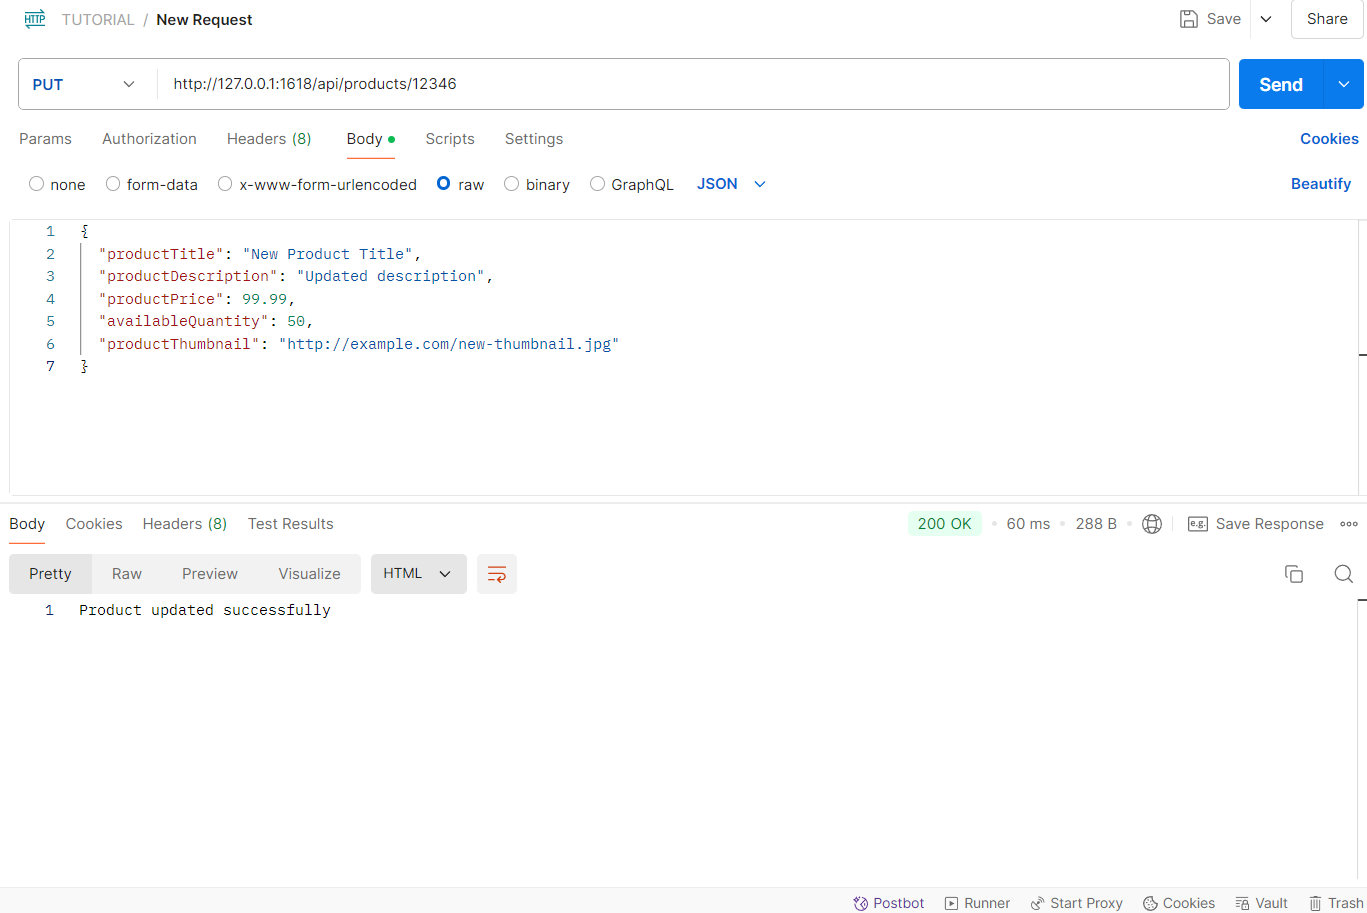 HTTP TUTORIAL / New Request Save Share
PUT http://127.0.0.1:1618/api/products/12346 Send
Params Authorization Headers (8) Body Scripts Settings Cookies
none form-data x-www-form-urlencoded raw binary GraphQL JSON Beautify
1 {
2 "productTitle": "New Product Title",
3 "productDescription": "Updated description",
4 "productPrice": 99.99,
5 "availableQuantity": 50,
6 "productThumbnail": "http://example.com/new-thumbnail.jpg"
7 }
Body Cookies Headers (8) Test Results 200 OK 60 ms 288 B e.g. Save Response
Pretty Raw Preview Visualize HTML
1 Product updated successfully
Postbot Runner Start Proxy Cookies Vault Trash